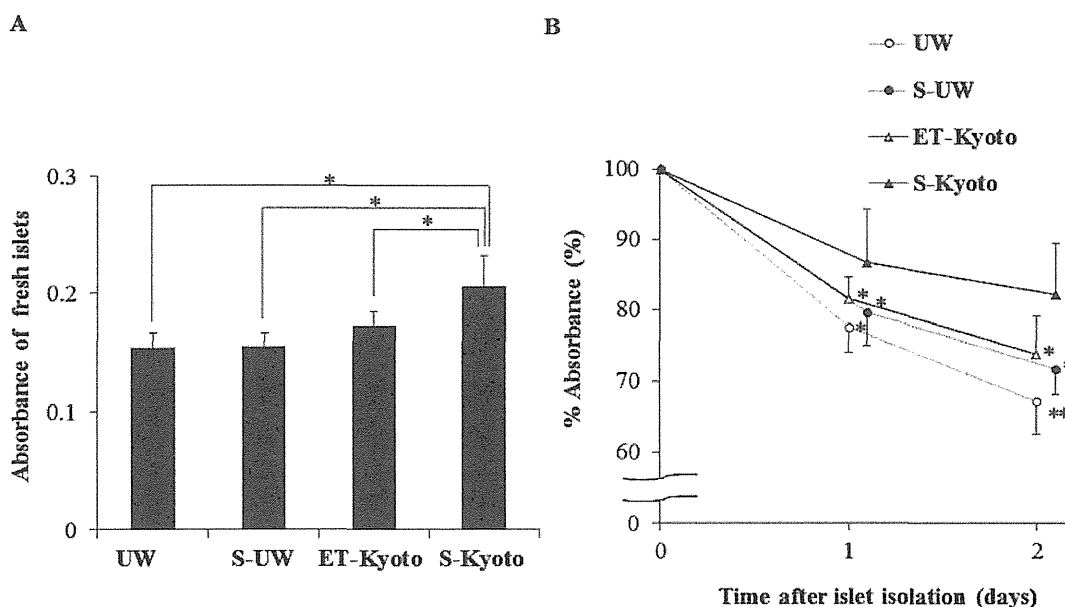 A
Absorbance of fresh islets
0.3
0.2
0.1
0
*
*
*
UW
S-UW
ET-Kyoto
S-Kyoto
B
UW
S-UW
ET-Kyoto
S-Kyoto
% Absorbance (%)
100
90
80
70
60
0
* *
*
*
*
**
0
1
2
Time after islet isolation (days)